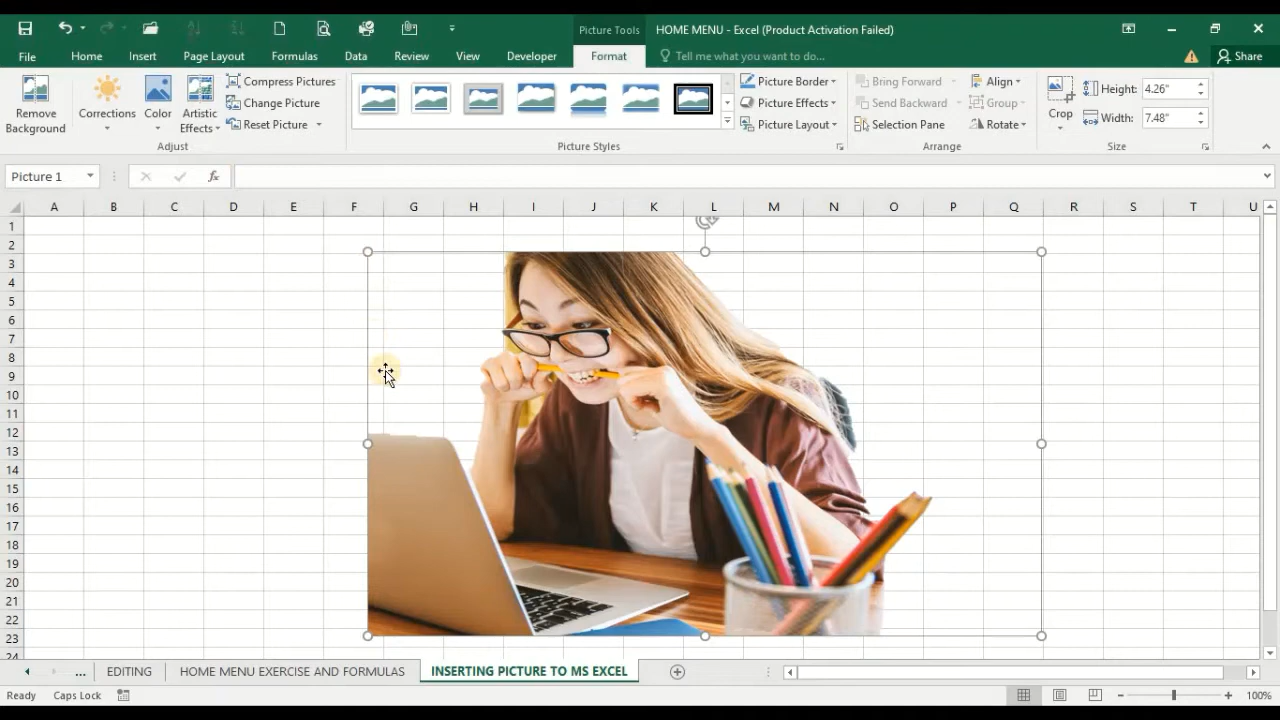 Picture Tools
HOME MENU - Excel (Product Activation Failed)
File
Home
Insert
Page Layout
Formulas
Data
Review
View
Developer
Format
Tell me what you want to do...
Share
Remove
Background
Corrections
Color
Artistic
Effects
Compress Pictures
Change Picture
Reset Picture
Adjust
Picture Styles
Picture Border
Picture Effects
Picture Layout
Bring Forward
Send Backward
Selection Pane
Align
Group
Rotate
Arrange
Crop
Height: 4.26"
Width: 7.48"
Size
Picture 1
fx
A B C D E F G H I J K L M N O P Q R S T U
1
2
3
4
5
6
7
8
9
10
11
12
13
14
15
16
17
18
19
20
21
22
23
24
... EDITING HOME MENU EXERCISE AND FORMULAS INSERTING PICTURE TO MS EXCEL
Ready Caps Lock 100%